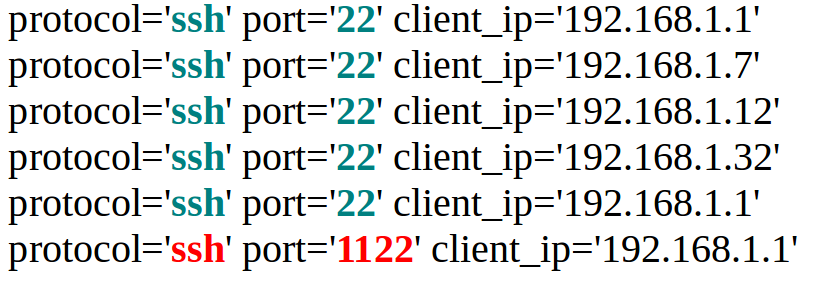 protocol='ssh' port='22' client_ip='192.168.1.1'
protocol='ssh' port='22' client_ip='192.168.1.7'
protocol='ssh' port='22' client_ip='192.168.1.12'
protocol='ssh' port='22' client_ip='192.168.1.32'
protocol='ssh' port='22' client_ip='192.168.1.1'
protocol='ssh' port='1122' client_ip='192.168.1.1'